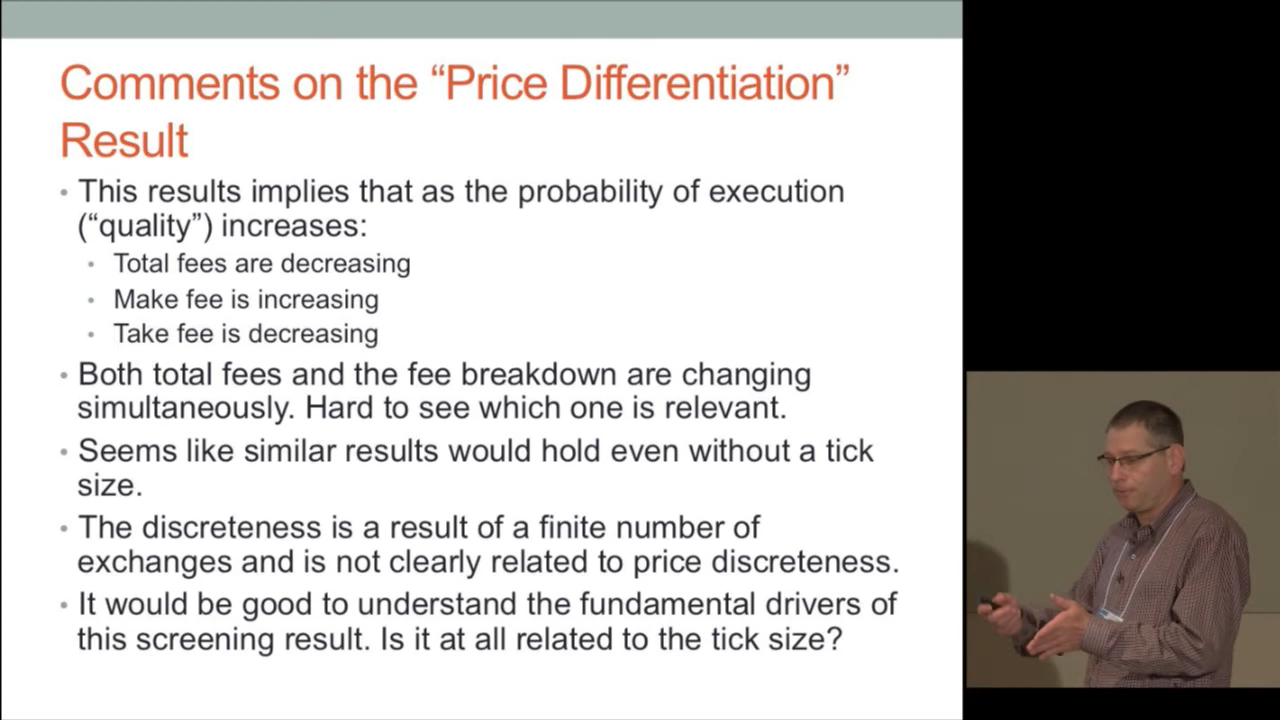 Comments on the “Price Differentiation”
Result
• This results implies that as the probability of execution
(“quality”) increases:
• Total fees are decreasing
• Make fee is increasing
• Take fee is decreasing
• Both total fees and the fee breakdown are changing
simultaneously. Hard to see which one is relevant.
• Seems like similar results would hold even without a tick
size.
• The discreteness is a result of a finite number of
exchanges and is not clearly related to price discreteness.
• It would be good to understand the fundamental drivers of
this screening result. Is it at all related to the tick size?